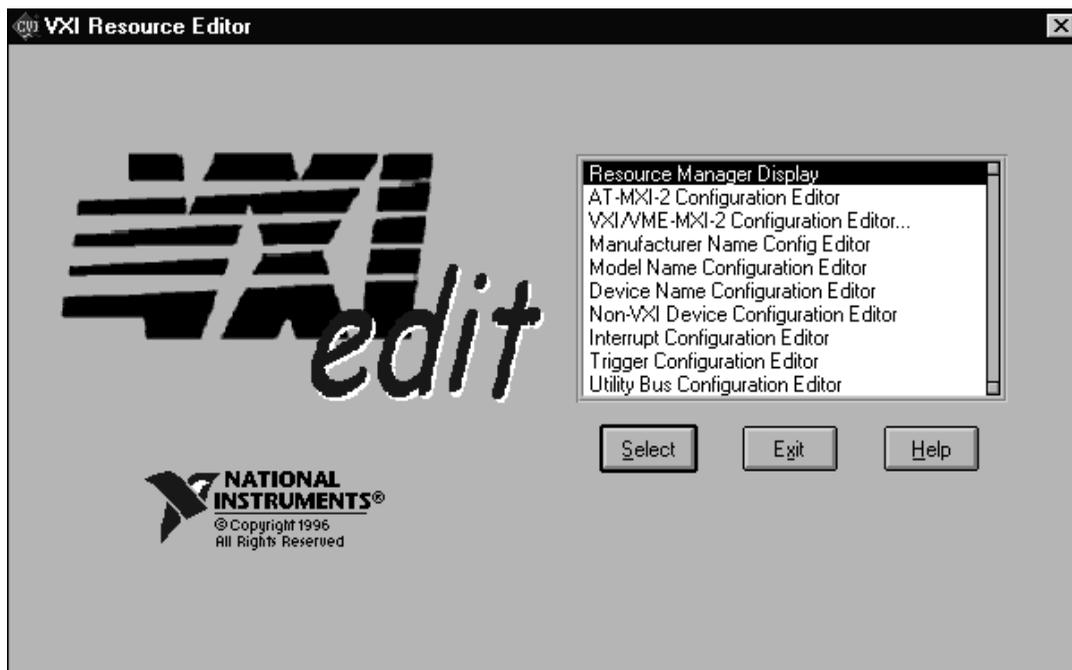 CVI VXI Resource Editor
VXI
edit
NATIONAL
INSTRUMENTS®
© Copyright 1996
All Rights Reserved
Resource Manager Display
AT-MXI-2 Configuration Editor
VXI/VME-MXI-2 Configuration Editor...
Manufacturer Name Config Editor
Model Name Configuration Editor
Device Name Configuration Editor
Non-VXI Device Configuration Editor
Interrupt Configuration Editor
Trigger Configuration Editor
Utility Bus Configuration Editor
Select Exit Help